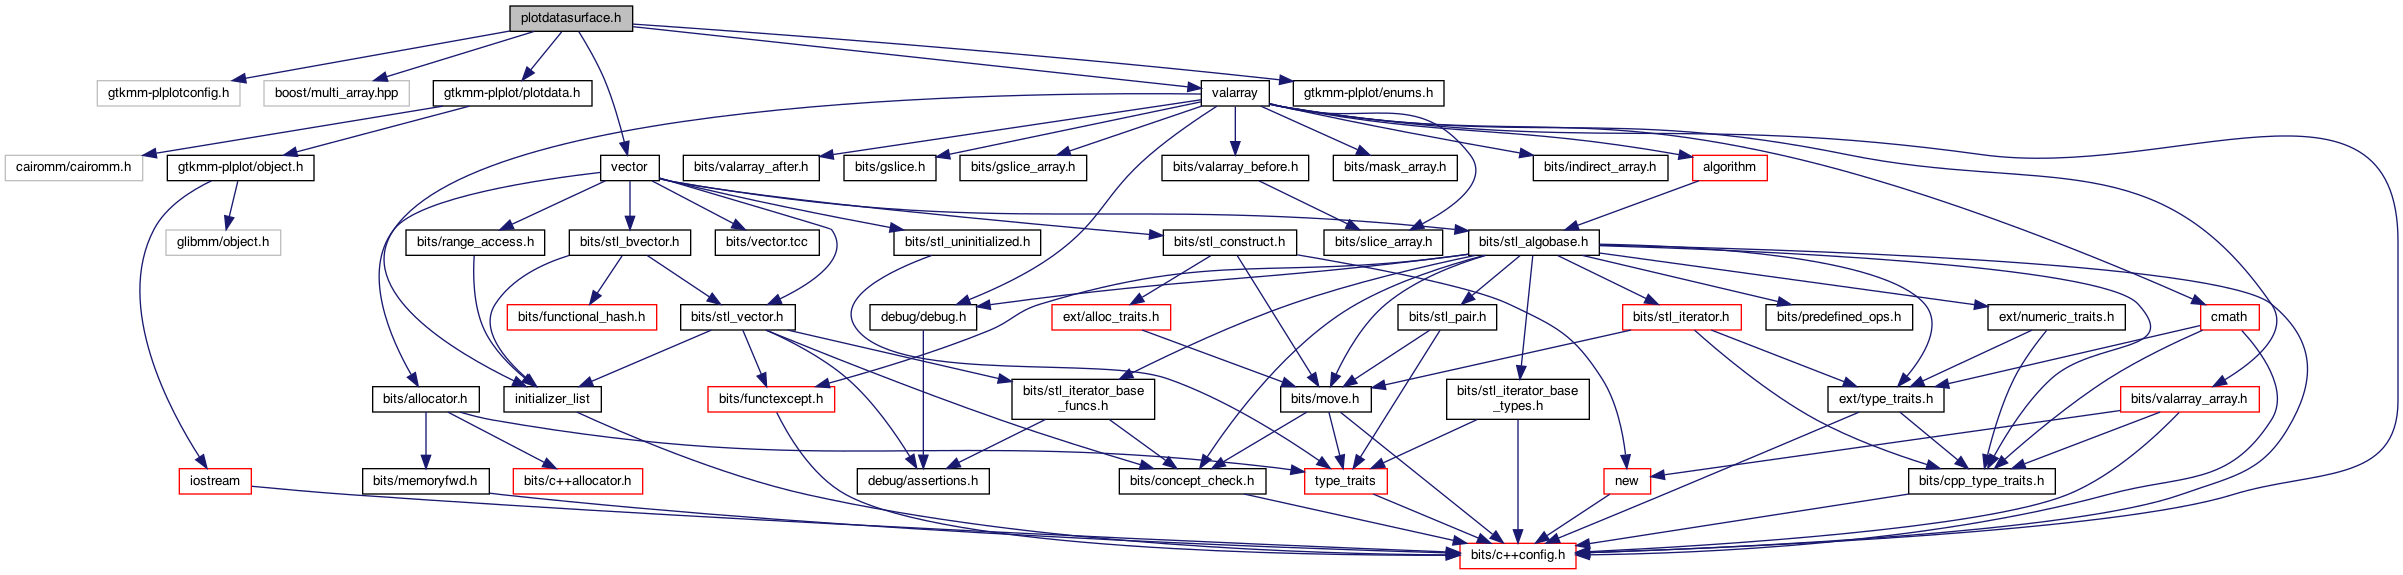 plotdatasurface.h
gtkmm-plplotconfig.h
boost/multi_array.hpp
gtkmm-plplot/plotdata.h
valarray
gtkmm-plplot/enums.h
cairomm/cairomm.h
gtkmm-plplot/object.h
vector
bits/valarray_after.h
bits/gslice.h
bits/gslice_array.h
bits/valarray_before.h
bits/mask_array.h
bits/indirect_array.h
algorithm
glibmm/object.h
bits/range_access.h
bits/stl_bvector.h
bits/vector.tcc
bits/stl_uninitialized.h
bits/stl_construct.h
bits/slice_array.h
bits/stl_algobase.h
bits/functional_hash.h
bits/stl_vector.h
debug/debug.h
ext/alloc_traits.h
bits/stl_pair.h
bits/stl_iterator.h
bits/predefined_ops.h
ext/numeric_traits.h
cmath
bits/allocator.h
initializer_list
bits/functexcept.h
bits/stl_iterator_base
_funcs.h
bits/move.h
bits/stl_iterator_base
_types.h
ext/type_traits.h
bits/valarray_array.h
iostream
bits/memoryfwd.h
bits/c++allocator.h
debug/assertions.h
bits/concept_check.h
type_traits
new
bits/cpp_type_traits.h
bits/c++config.h